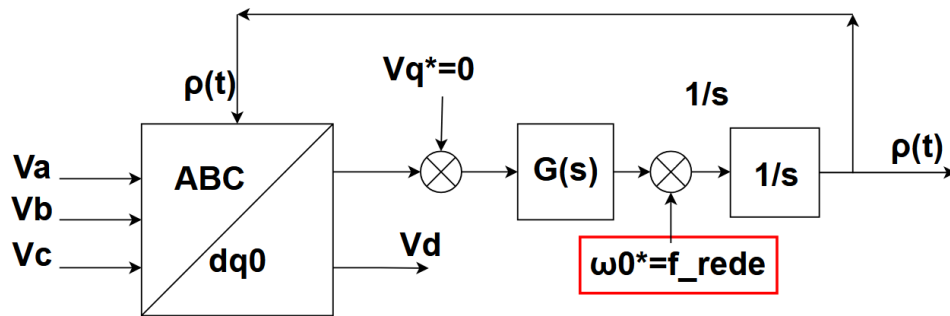 ρ(t)
Vq*=0
1/s
Va
Vb
Vc
ABC
dq0
Vd
G(s)
1/s
ρ(t)
ω0*=f_rede